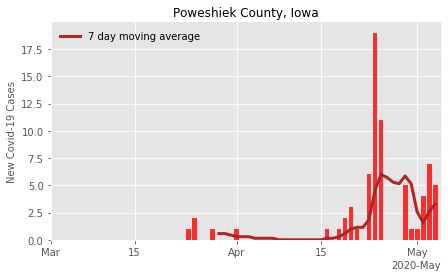 Poweshiek County, Iowa
7 day moving average
New Covid-19 Cases
17.5
15.0
12.5
10.0
7.5
5.0
2.5
0.0
Mar
15
Apr
15
May
2020-May